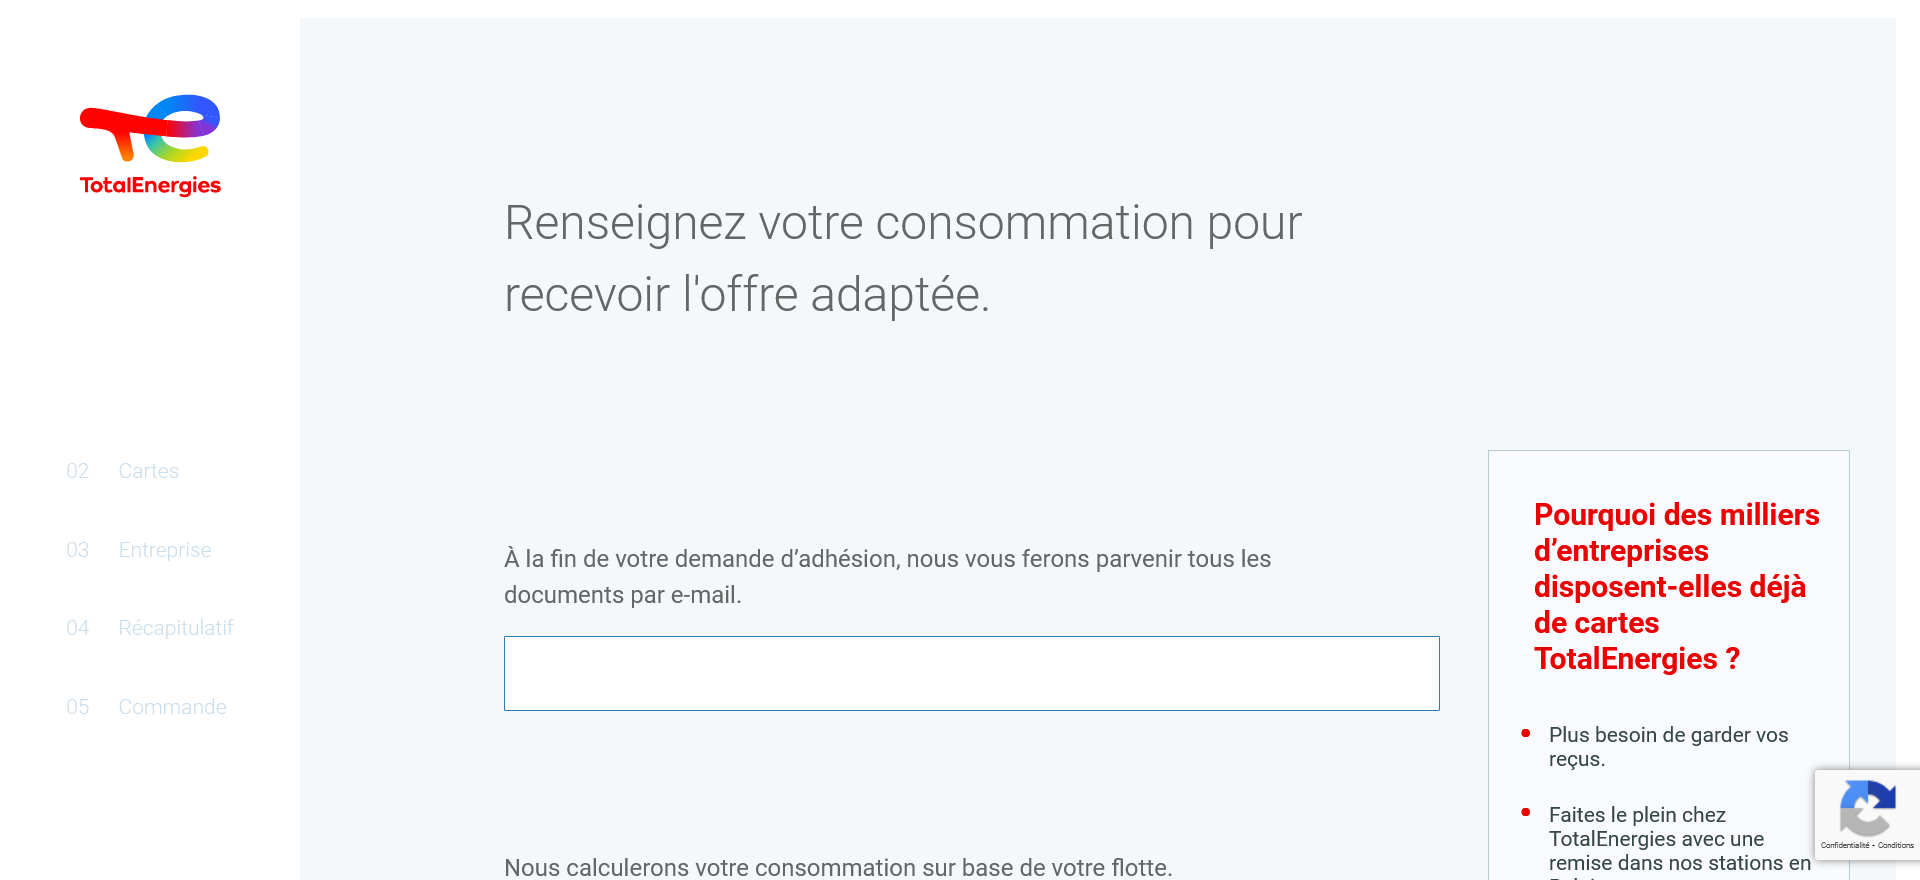 TotalEnergies
02 Cartes
03 Entreprise
04 Récapitulatif
05 Commande
Renseignez votre consommation pour
recevoir l'offre adaptée.
À la fin de votre demande d’adhésion, nous vous ferons parvenir tous les
documents par e-mail.
Nous calculerons votre consommation sur base de votre flotte.
Pourquoi des milliers
d’entreprises
disposent-elles déjà
de cartes
TotalEnergies ?
Plus besoin de garder vos
reçus.
Faites le plein chez
TotalEnergies avec une
remise dans nos stations en
Confidentialité - Conditions